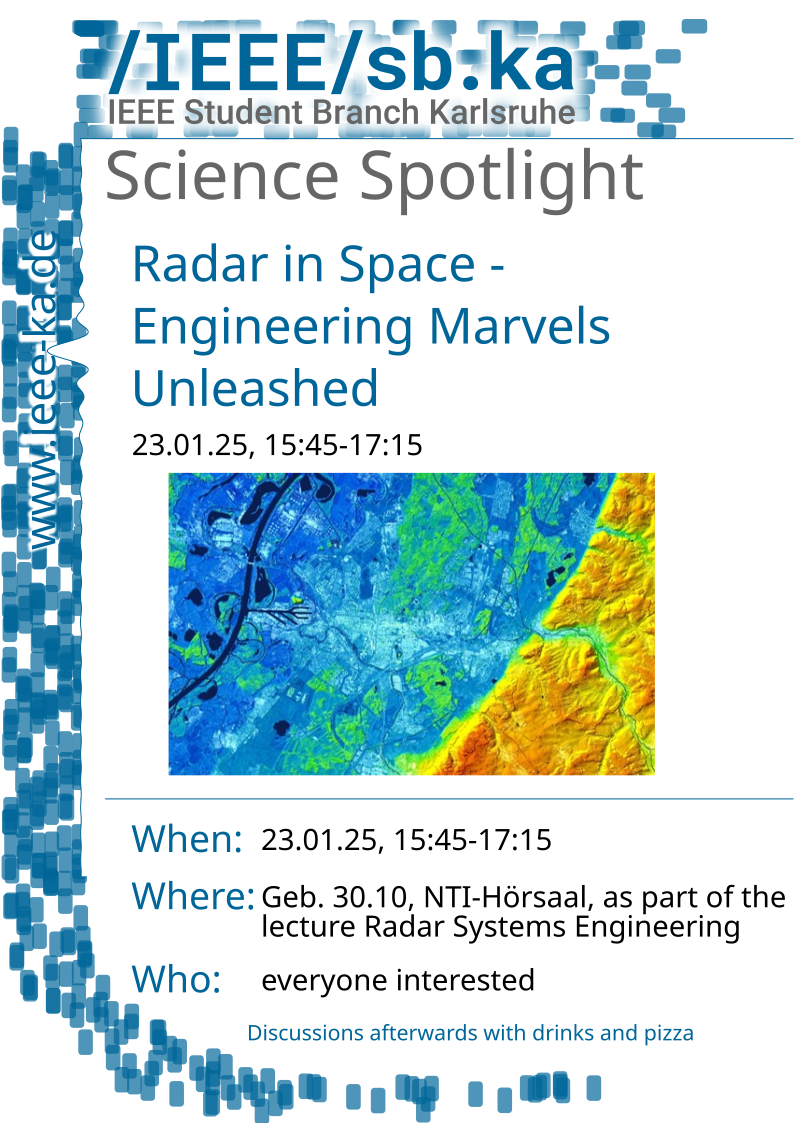 /IEEE/sb.ka
IEEE Student Branch Karlsruhe
Science Spotlight
www.ieee-ka.de
Radar in Space -
Engineering Marvels
Unleashed
23.01.25, 15:45-17:15
When: 23.01.25, 15:45-17:15
Where: Geb. 30.10, NTI-Hörsaal, as part of the
lecture Radar Systems Engineering
Who: everyone interested
Discussions afterwards with drinks and pizza